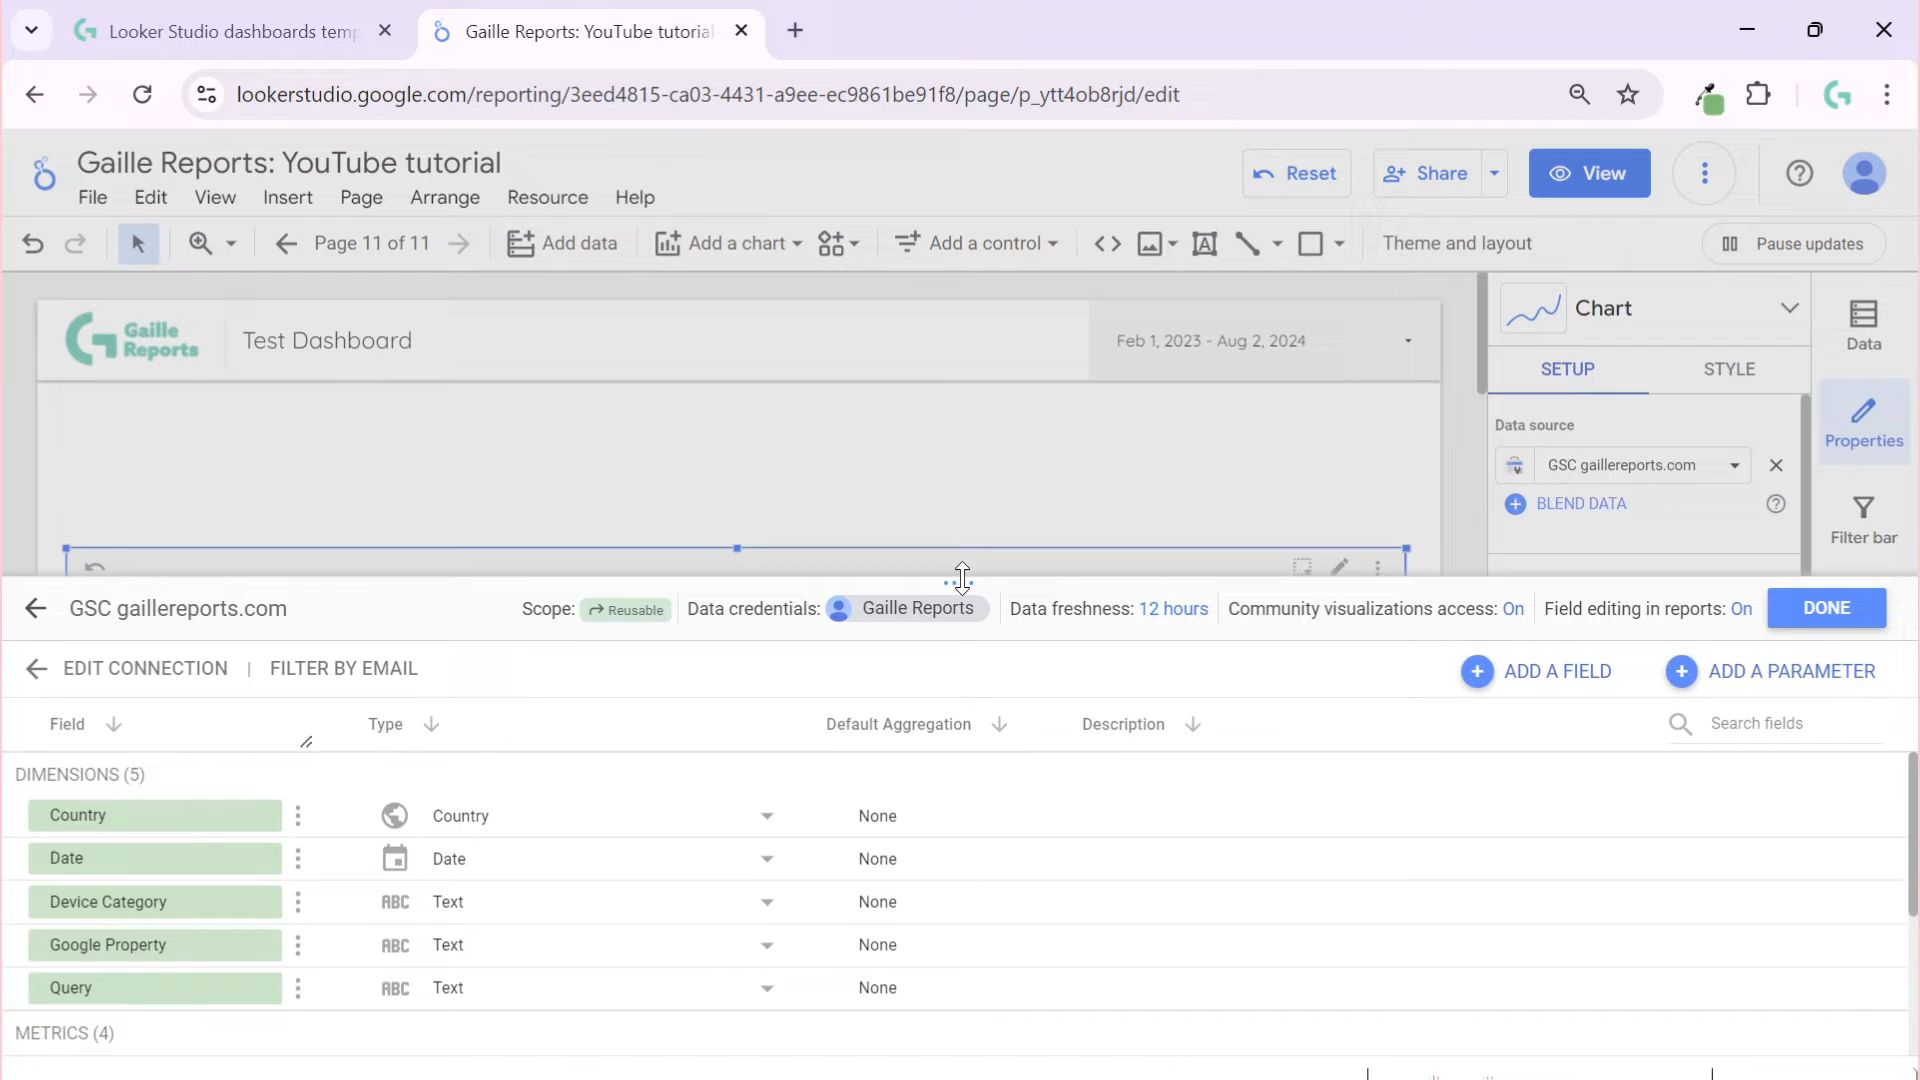 Looker Studio dashboards temp
Gaille Reports: YouTube tutorial
lookerstudio.google.com/reporting/3eed4815-ca03-4431-a9ee-ec9861be91f8/page/p_ytt4ob8rjd/edit
Gaille Reports: YouTube tutorial
Reset
Share
View
File Edit View Insert Page Arrange Resource Help
Page 11 of 11 Add data Add a chart Add a control Theme and layout Pause updates
Gaille Reports
Test Dashboard
Feb 1, 2023 - Aug 2, 2024
Chart
SETUP STYLE
Data source
GSC gaillereports.com
BLEND DATA
Data
Properties
Filter bar
GSC gaillereports.com Scope: Reusable Data credentials: Gaille Reports Data freshness: 12 hours Community visualizations access: On Field editing in reports: On DONE
EDIT CONNECTION | FILTER BY EMAIL ADD A FIELD ADD A PARAMETER
Field Type Default Aggregation Description Search fields
DIMENSIONS (5)
Country Country None
Date Date None
Device Category ABC Text None
Google Property ABC Text None
Query ABC Text None
METRICS (4)